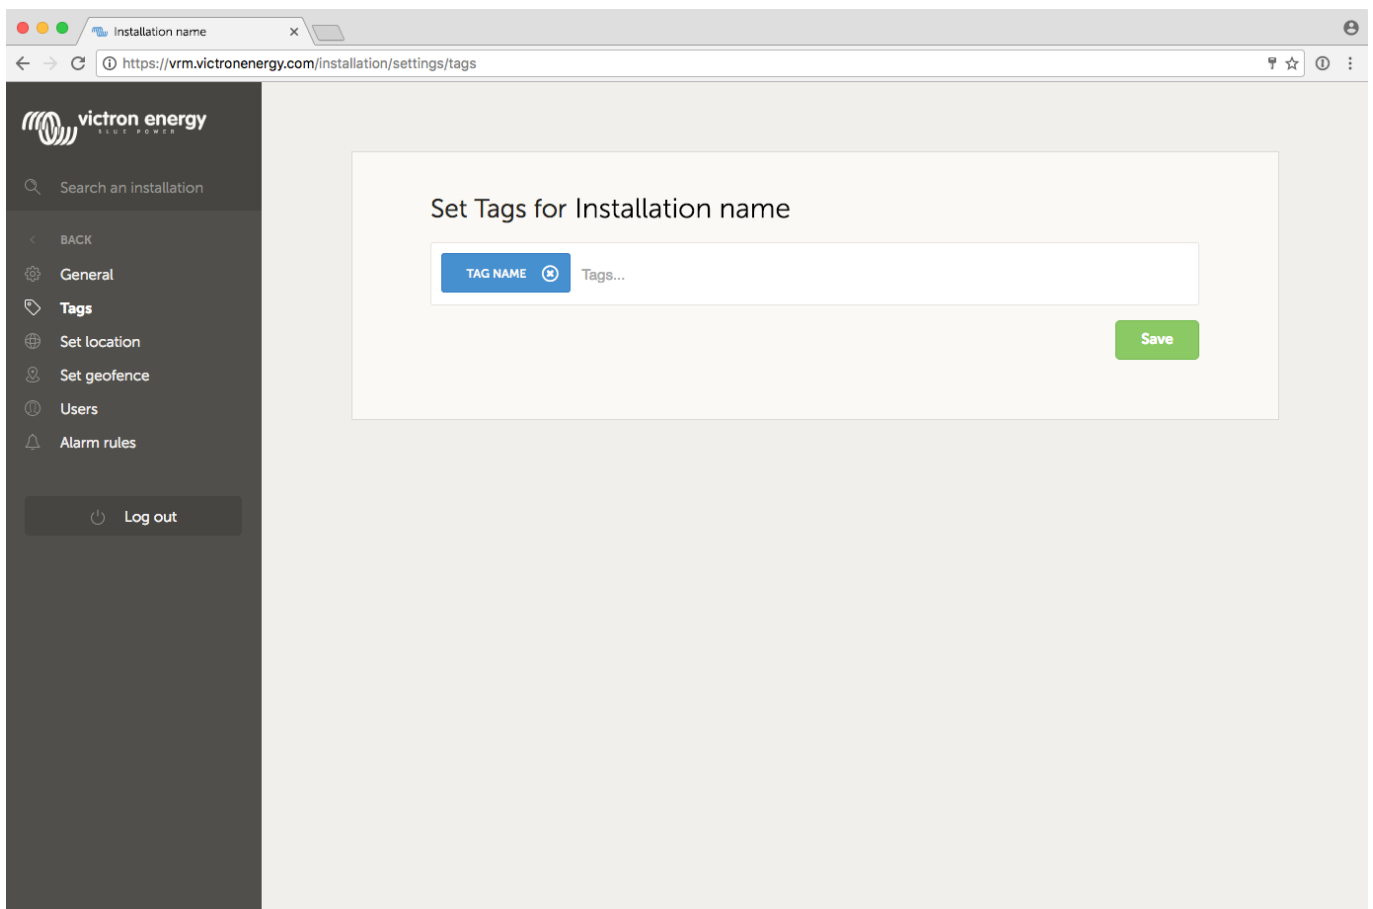 Installation name
https://vrm.victronenergy.com/installation/settings/tags
victron energy
BLUE POWER
Search an installation
BACK
General
Tags
Set location
Set geofence
Users
Alarm rules
Log out
Set Tags for Installation name
TAG NAME
Tags...
Save